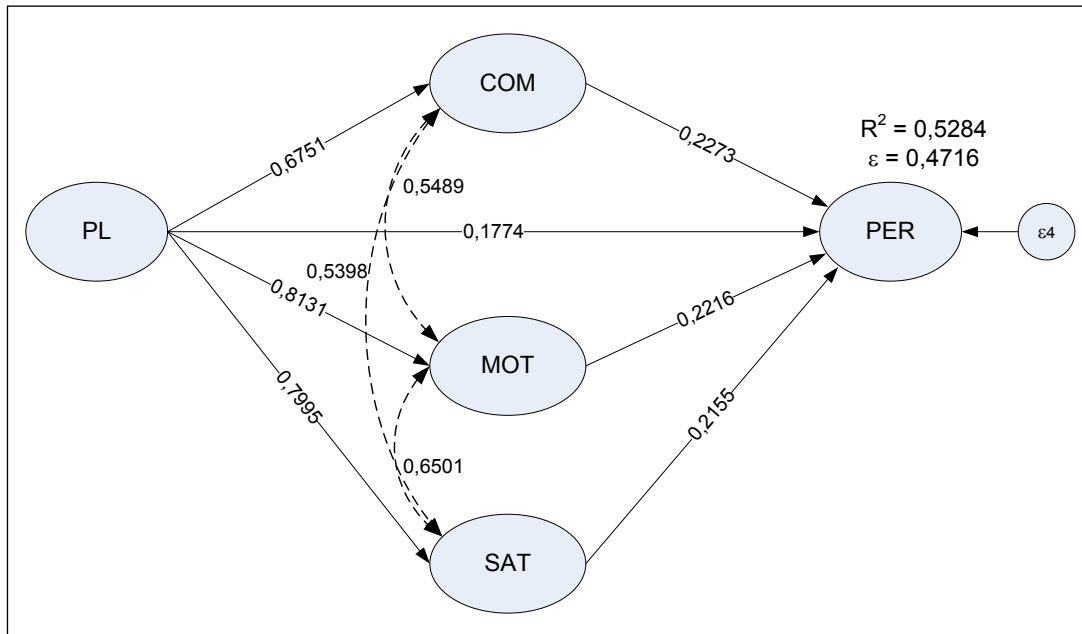 COM
R² = 0,5284
ε = 0,4716
0,6751
0,2273
0,5489
PL
0,1774
PER
ε4
0,5398
0,8131
0,2216
MOT
0,7995
0,2155
0,6501
SAT